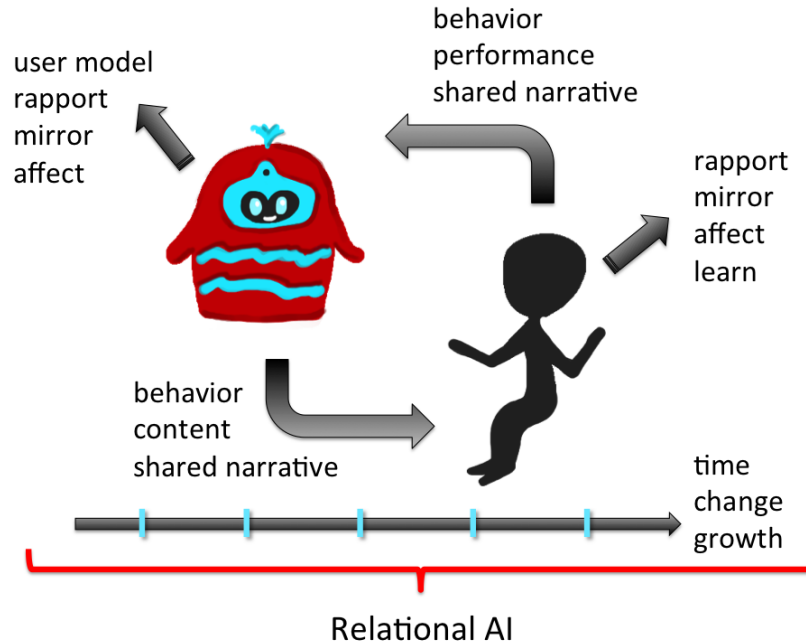 behavior
performance
shared narrative
user model
rapport
mirror
affect
rapport
mirror
affect
learn
behavior
content
shared narrative
time
change
growth
Relational AI